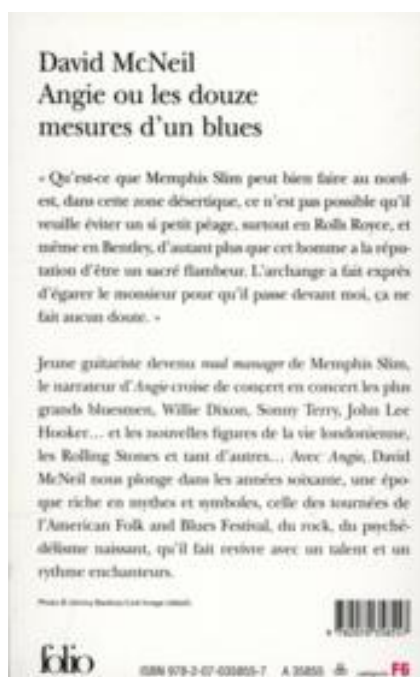 David McNeil
Angie ou les douze
mesures d'un blues
« Qu'est-ce que Memphis Slim peut bien faire au nord-
est, dans cette zone désertique, ce n'est pas possible qu'il
veuille éviter un si petit péage, surtout en Rolls Royce, et
même en Bentley, d'autant plus que cet homme a la répu-
tation d'être un sacré flambeur. L'archange a fait exprès
d'égarer le monsieur pour qu'il passe devant moi, ça ne
fait aucun doute. »
Jeune guitariste devenu road manager de Memphis Slim,
le narrateur d'Angie croise de concert en concert les plus
grands bluesmen, Willie Dixon, Sonny Terry, John Lee
Hooker… et les nouvelles figures de la vie londonienne,
les Rolling Stones et tant d'autres… Avec Angie, David
McNeil nous plonge dans les années soixante, une épo-
que riche en mythes et symboles, celle des tournées de
l'American Folk and Blues Festival, du rock, du psyché-
délisme naissant, qu'il fait revivre avec un talent et un
rythme enchanteurs.
folio
ISBN 978-2-07-035855-7 A 35855 F6